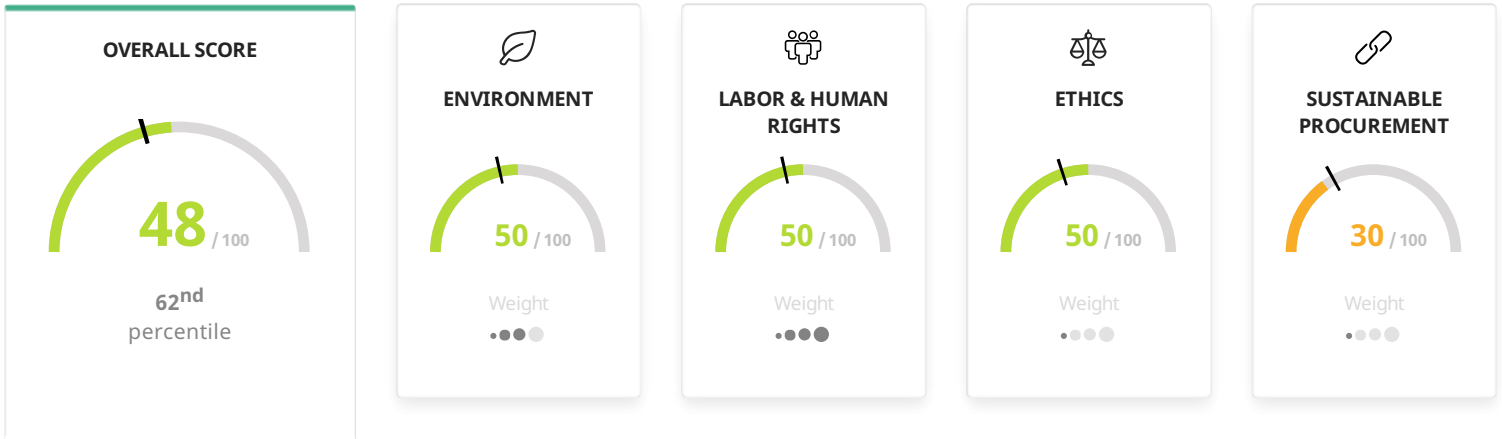 OVERALL SCORE
48 / 100
62nd
percentile
ENVIRONMENT
50 / 100
Weight
LABOR & HUMAN
RIGHTS
50 / 100
Weight
ETHICS
50 / 100
Weight
SUSTAINABLE
PROCUREMENT
30 / 100
Weight